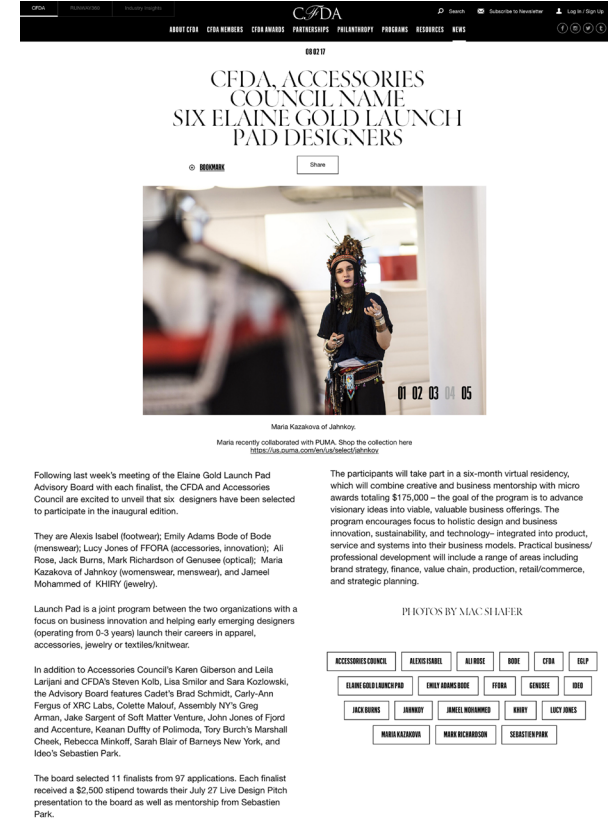 CFDA
RUNWAY360
Industry Insights
CFDA
Search
Subscribe to Newsletter
Log In / Sign Up
ABOUT CFDA CFDA MEMBERS CFDA AWARDS PARTNERSHIPS PHILANTHROPY PROGRAMS RESOURCES NEWS
08 02 17
CFDA, ACCESSORIES
COUNCIL NAME
SIX ELAINE GOLD LAUNCH
PAD DESIGNERS
BOOKMARK
Share
01 02 03 04 05
Maria Kazakova of Jahnkoy.
Maria recently collaborated with PUMA. Shop the collection here
https://us.puma.com/en/us/select/jahnkoy
Following last week's meeting of the Elaine Gold Launch Pad
Advisory Board with each finalist, the CFDA and Accessories
Council are excited to unveil that six designers have been selected
to participate in the inaugural edition.
They are Alexis Isabel (footwear); Emily Adams Bode of Bode
(menswear); Lucy Jones of FFORA (accessories, innovation); Ali
Rose, Jack Burns, Mark Richardson of Genusee (optical); Maria
Kazakova of Jahnkoy (womenswear, menswear), and Jameel
Mohammed of KHIRY (jewelry).
Launch Pad is a joint program between the two organizations with a
focus on business innovation and helping early emerging designers
(operating from 0-3 years) launch their careers in apparel,
accessories, jewelry or textiles/knitwear.
In addition to Accessories Council's Karen Giberson and Leila
Larijani and CFDA's Steven Kolb, Lisa Smilor and Sara Kozlowski,
the Advisory Board features Cadet's Brad Schmidt, Carly-Ann
Fergus of XRC Labs, Colette Malouf, Assembly NY's Greg
Arman, Jake Sargent of Soft Matter Venture, John Jones of Fjord
and Accenture, Keanan Duffty of Polimoda, Tory Burch's Marshall
Cheek, Rebecca Minkoff, Sarah Blair of Barneys New York, and
Ideo's Sebastien Park.
The board selected 11 finalists from 97 applications. Each finalist
received a $2,500 stipend towards their July 27 Live Design Pitch
presentation to the board as well as mentorship from Sebastien
Park.
The participants will take part in a six-month virtual residency,
which will combine creative and business mentorship with micro
awards totaling $175,000 – the goal of the program is to advance
visionary ideas into viable, valuable business offerings. The
program encourages focus to holistic design and business
innovation, sustainability, and technology– integrated into product,
service and systems into their business models. Practical business/
professional development will include a range of areas including
brand strategy, finance, value chain, production, retail/commerce,
and strategic planning.
PHOTOS BY MAC SHAFER
ACCESSORIES COUNCIL ALEXIS ISABEL ALI ROSE BODE CFDA EGLP
ELAINE GOLD LAUNCH PAD EMILY ADAMS BODE FFORA GENUSEE IDEO
JACK BURNS JAHNKOY JAMEEL MOHAMMED KHIRY LUCY JONES
MARIA KAZAKOVA MARK RICHARDSON SEBASTIEN PARK